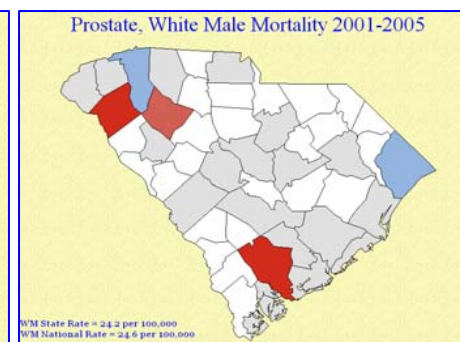 Prostate, White Male Mortality 2001-2005
WM State Rate = 24.2 per 100,000
WM National Rate = 24.6 per 100,000